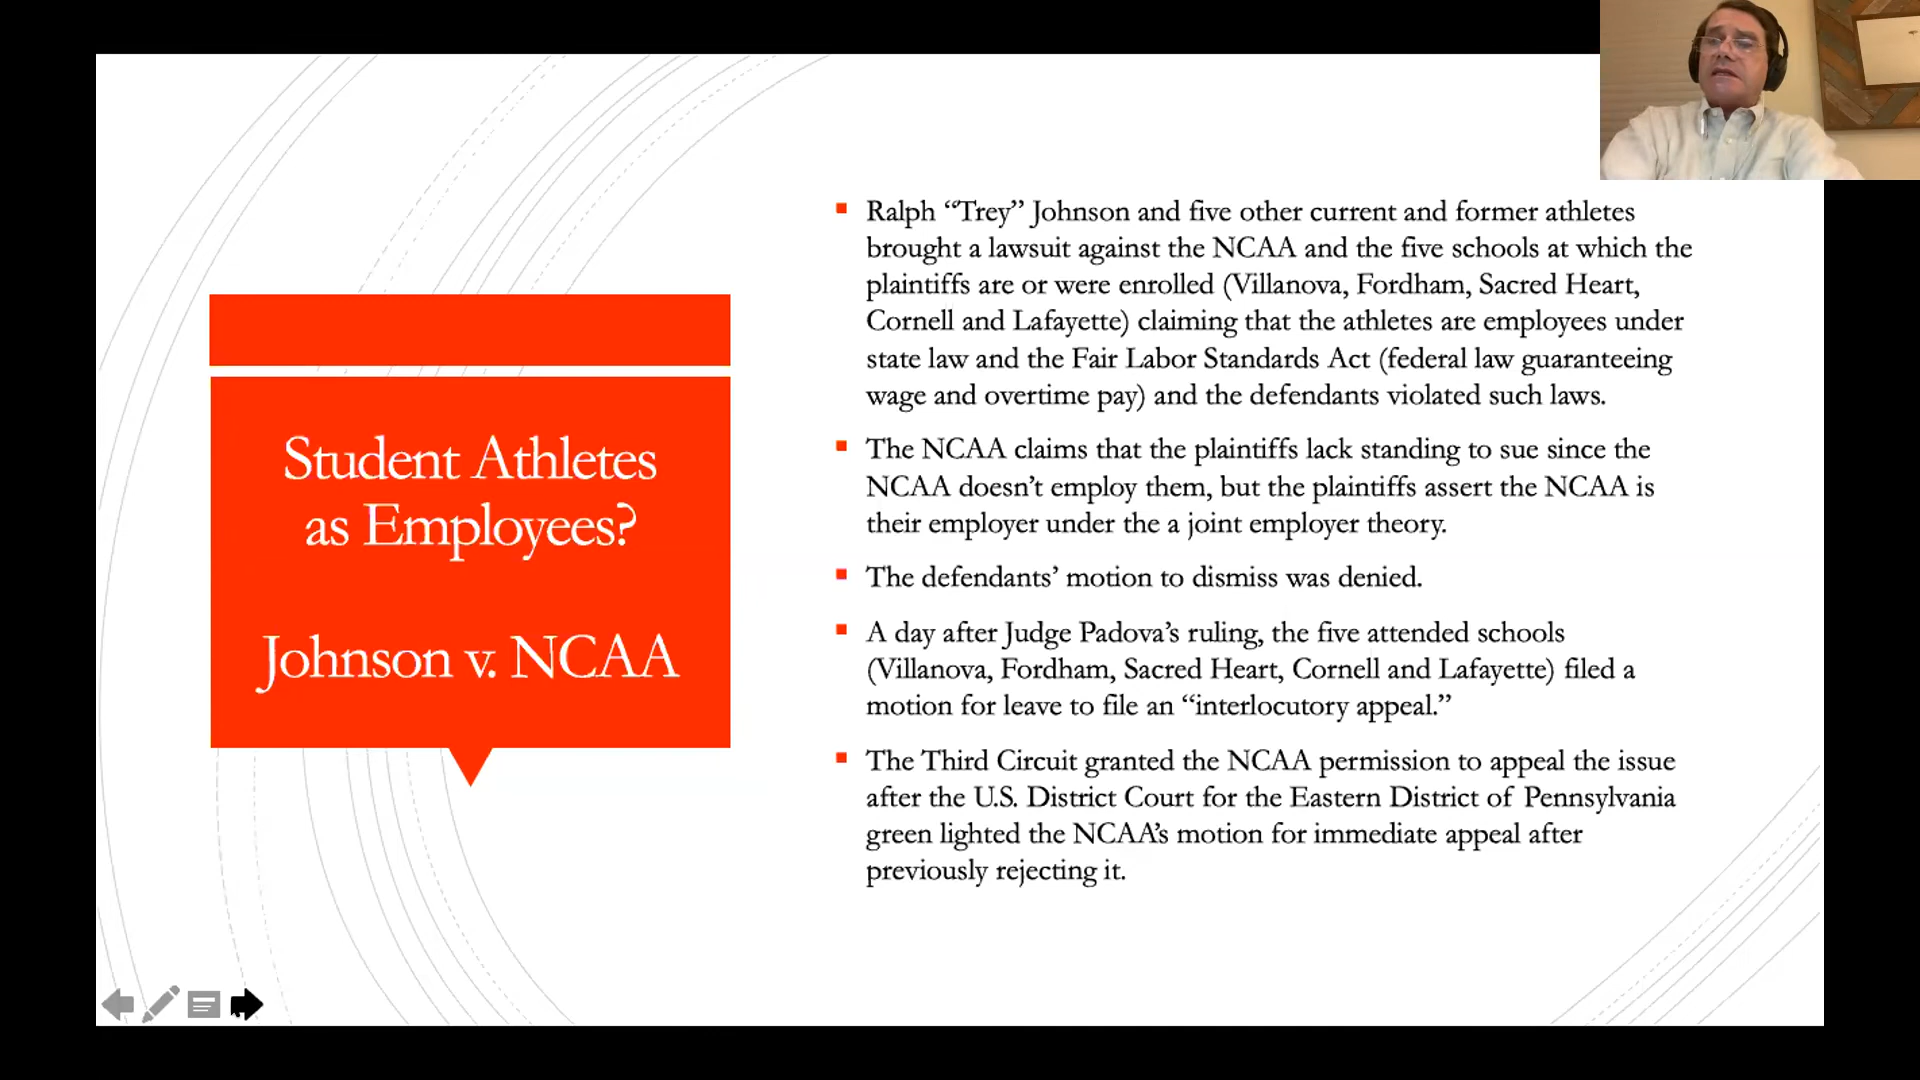 Student Athletes
as Employees?
Johnson v. NCAA
Ralph “Trey” Johnson and five other current and former athletes
brought a lawsuit against the NCAA and the five schools at which the
plaintiffs are or were enrolled (Villanova, Fordham, Sacred Heart,
Cornell and Lafayette) claiming that the athletes are employees under
state law and the Fair Labor Standards Act (federal law guaranteeing
wage and overtime pay) and the defendants violated such laws.
The NCAA claims that the plaintiffs lack standing to sue since the
NCAA doesn’t employ them, but the plaintiffs assert the NCAA is
their employer under the a joint employer theory.
The defendants’ motion to dismiss was denied.
A day after Judge Padova’s ruling, the five attended schools
(Villanova, Fordham, Sacred Heart, Cornell and Lafayette) filed a
motion for leave to file an “interlocutory appeal.”
The Third Circuit granted the NCAA permission to appeal the issue
after the U.S. District Court for the Eastern District of Pennsylvania
green lighted the NCAA’s motion for immediate appeal after
previously rejecting it.